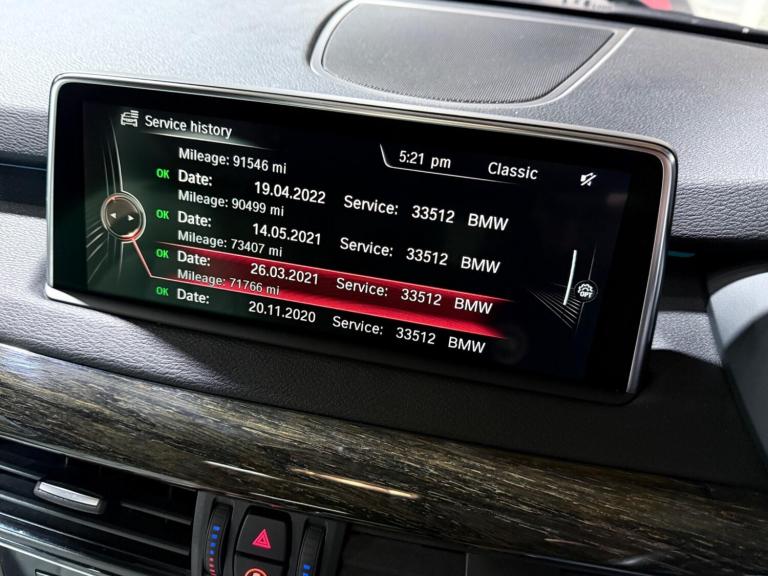 Service history
5:21 pm
Classic
Mileage: 91546 mi
OK Date: 19.04.2022 Service: 33512 BMW
Mileage: 90499 mi
OK Date: 14.05.2021 Service: 33512 BMW
Mileage: 73407 mi
OK Date: 26.03.2021 Service: 33512 BMW
Mileage: 71766 mi
OK Date: 20.11.2020 Service: 33512 BMW
OPT